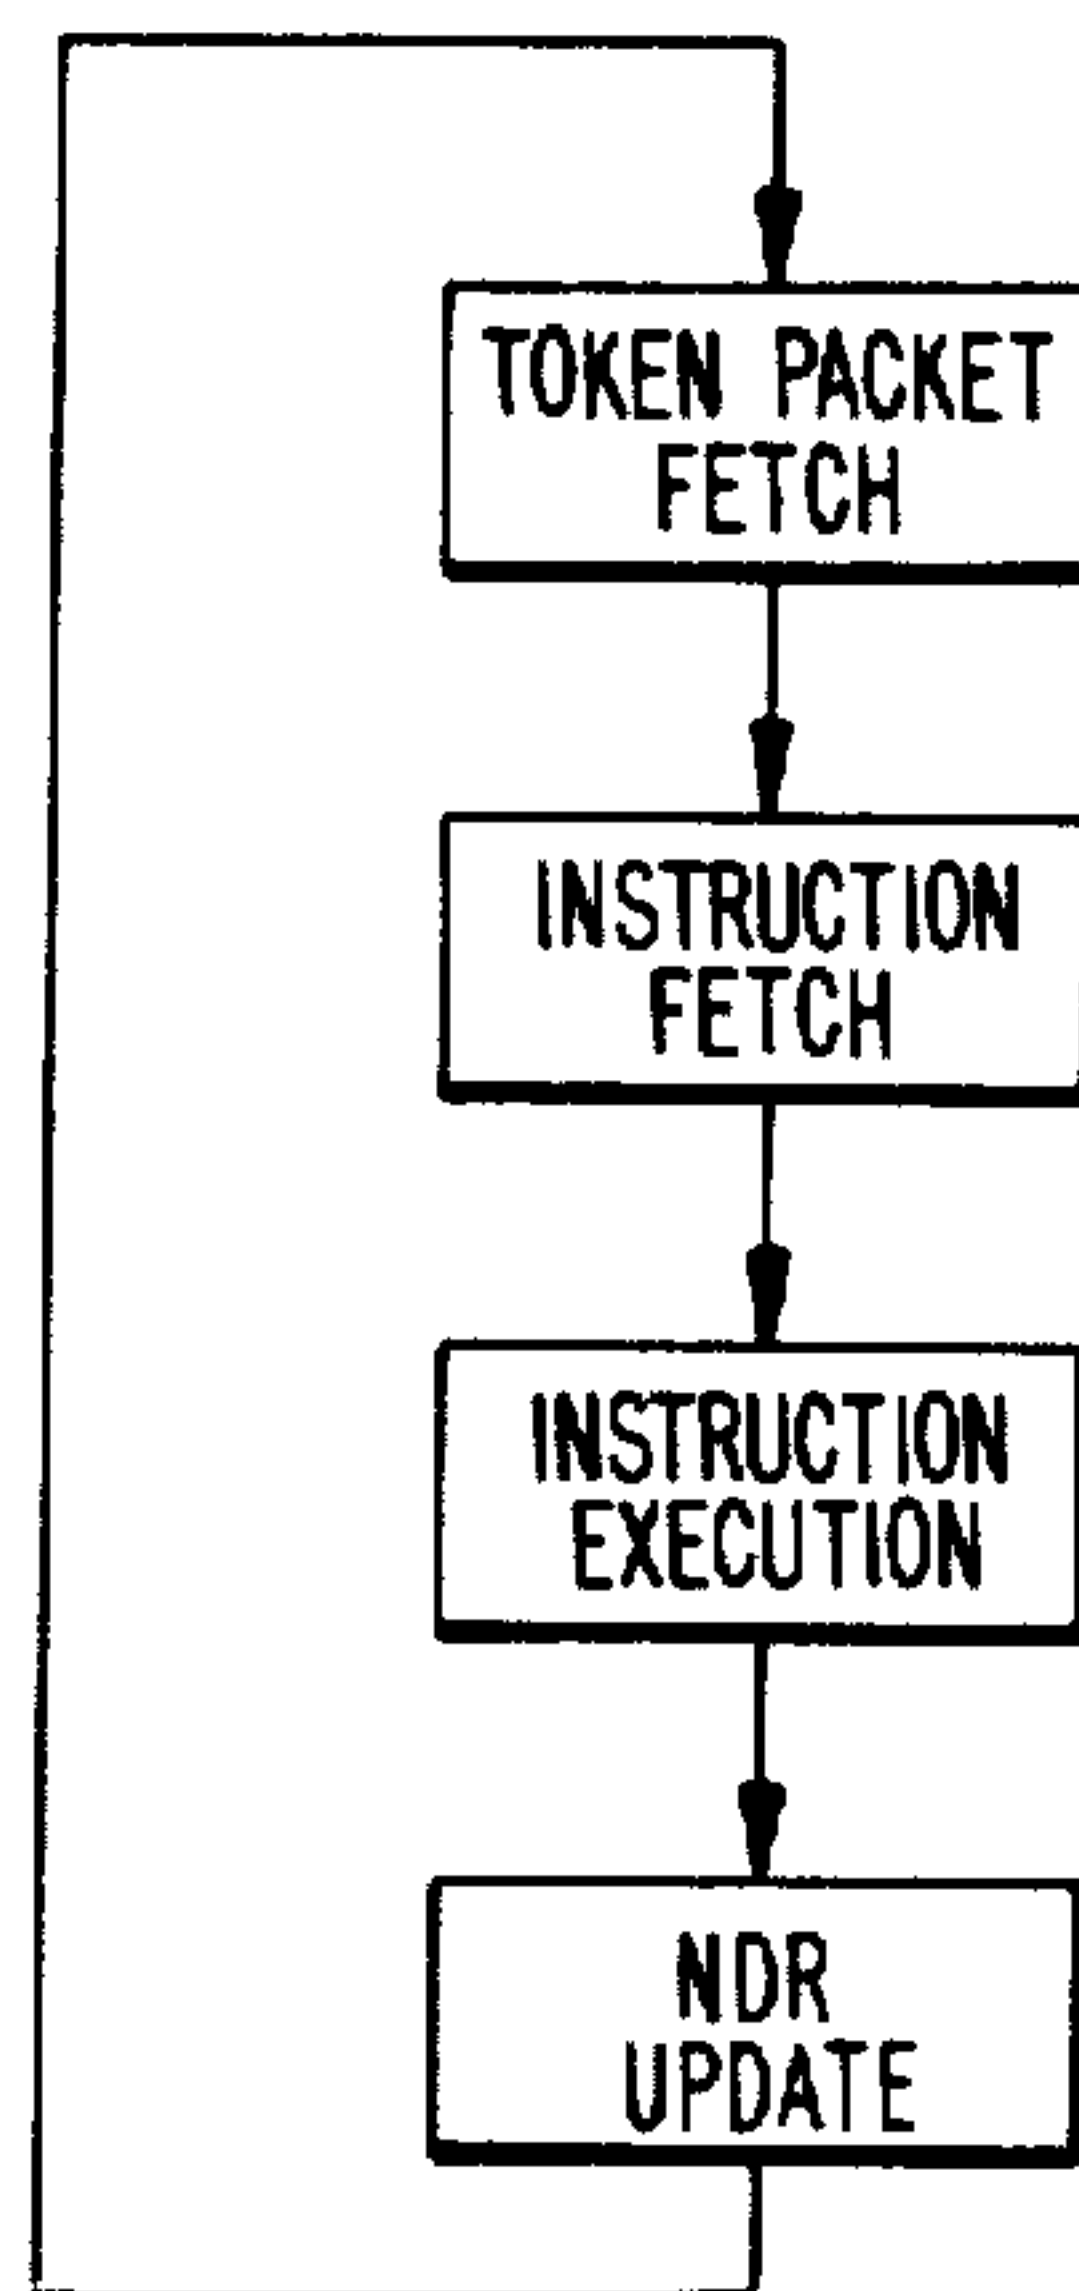 TOKEN PACKET
FETCH
INSTRUCTION
FETCH
INSTRUCTION
EXECUTION
NDR
UPDATE